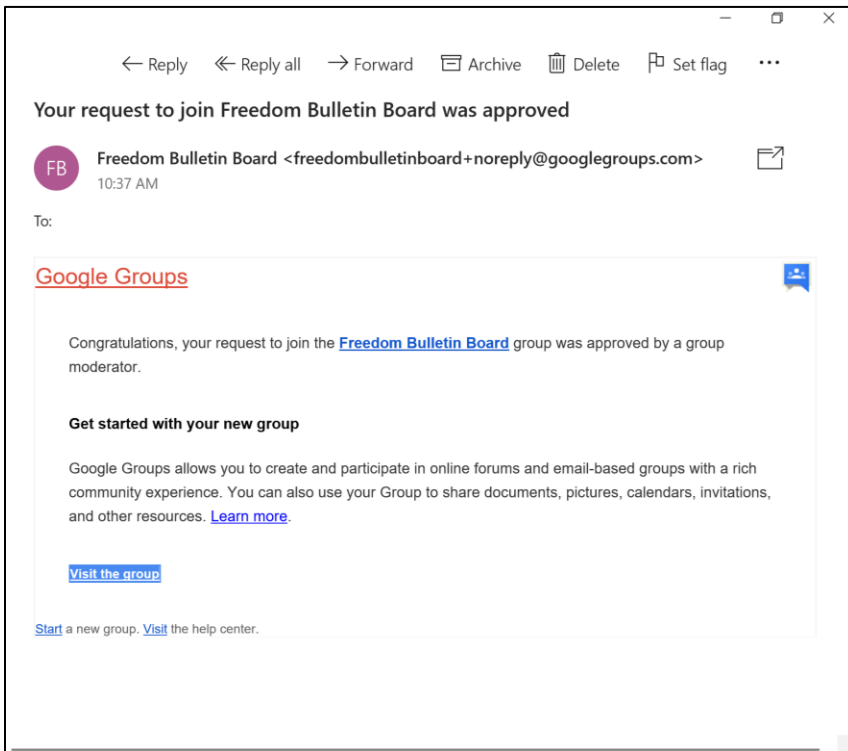 Reply Reply all Forward Archive Delete Set flag
Your request to join Freedom Bulletin Board was approved
FB
Freedom Bulletin Board <freedombulletinboard+noreply@googlegroups.com>
10:37 AM
To:
Google Groups
Congratulations, your request to join the Freedom Bulletin Board group was approved by a group
moderator.
Get started with your new group
Google Groups allows you to create and participate in online forums and email-based groups with a rich
community experience. You can also use your Group to share documents, pictures, calendars, invitations,
and other resources. Learn more.
Visit the group
Start a new group. Visit the help center.